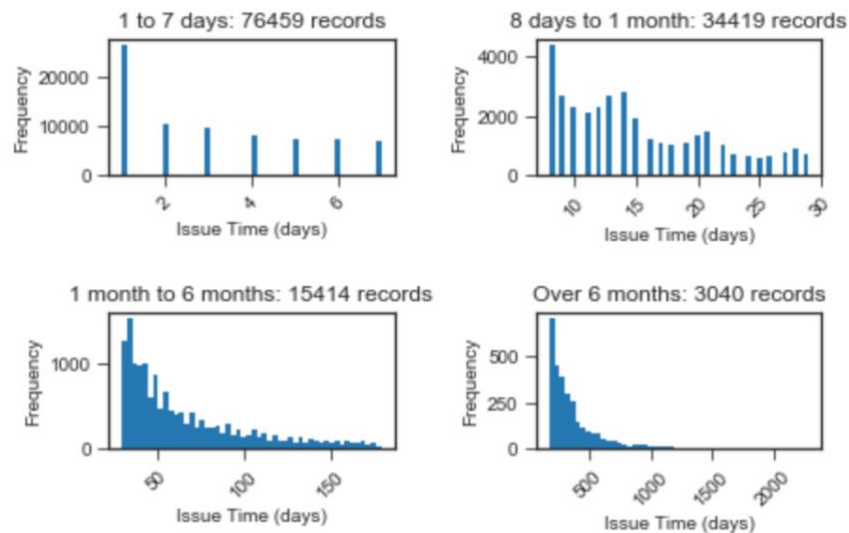 1 to 7 days: 76459 records
Frequency
20000
10000
0
2
4
6
Issue Time (days)
8 days to 1 month: 34419 records
Frequency
4000
2000
0
10
15
20
25
30
Issue Time (days)
1 month to 6 months: 15414 records
Frequency
1000
0
50
100
150
Issue Time (days)
Over 6 months: 3040 records
Frequency
500
250
0
500
1000
1500
2000
Issue Time (days)